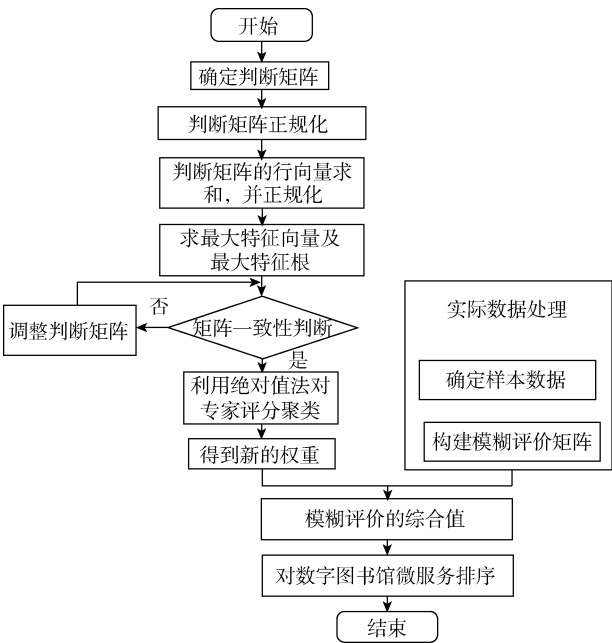 开始
确定判断矩阵
判断矩阵正规化
判断矩阵的行向量求
和，并正规化
求最大特征向量及
最大特征根
否
调整判断矩阵
矩阵一致性判断
是
利用绝对值法对
专家评分聚类
得到新的权重
实际数据处理
确定样本数据
构建模糊评价矩阵
模糊评价的综合值
对数字图书馆微服务排序
结束